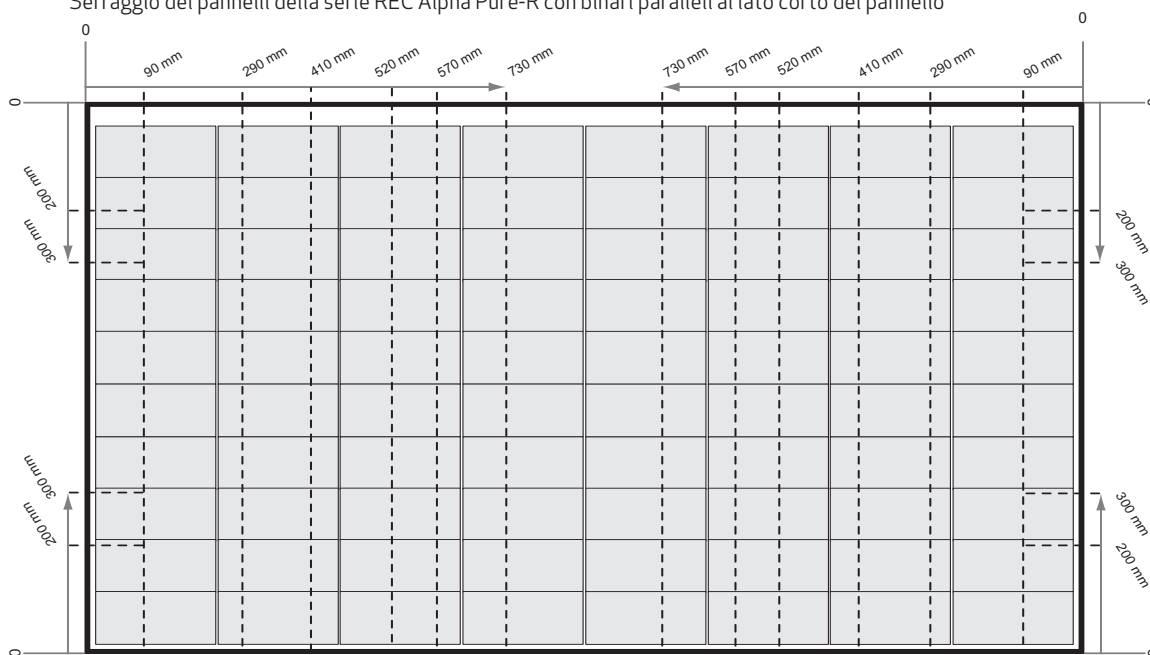 Serraggio dei pannelli della serie REC Alpha Pure-R con binari paralleli al lato corto del pannello
0
0
90 mm
290 mm
410 mm
520 mm
570 mm
730 mm
730 mm
570 mm
520 mm
410 mm
290 mm
90 mm
0
0
200 mm
200 mm
300 mm
300 mm
300 mm
300 mm
200 mm
200 mm
0
0